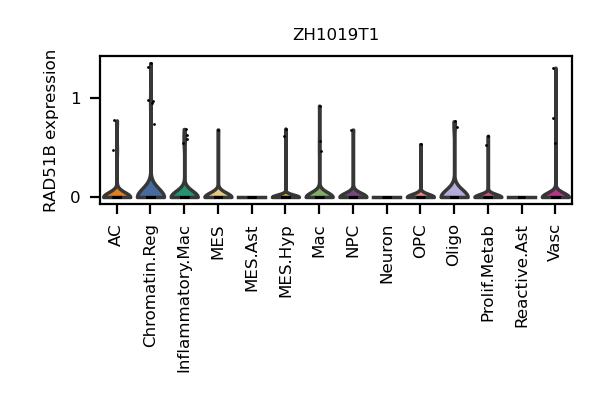 ZH1019T1
RAD51B expression
1
0
AC
Chromatin.Reg
Inflammatory.Mac
MES
MES.Ast
MES.Hyp
Mac
NPC
Neuron
OPC
Oligo
Prolif.Metab
Reactive.Ast
Vasc